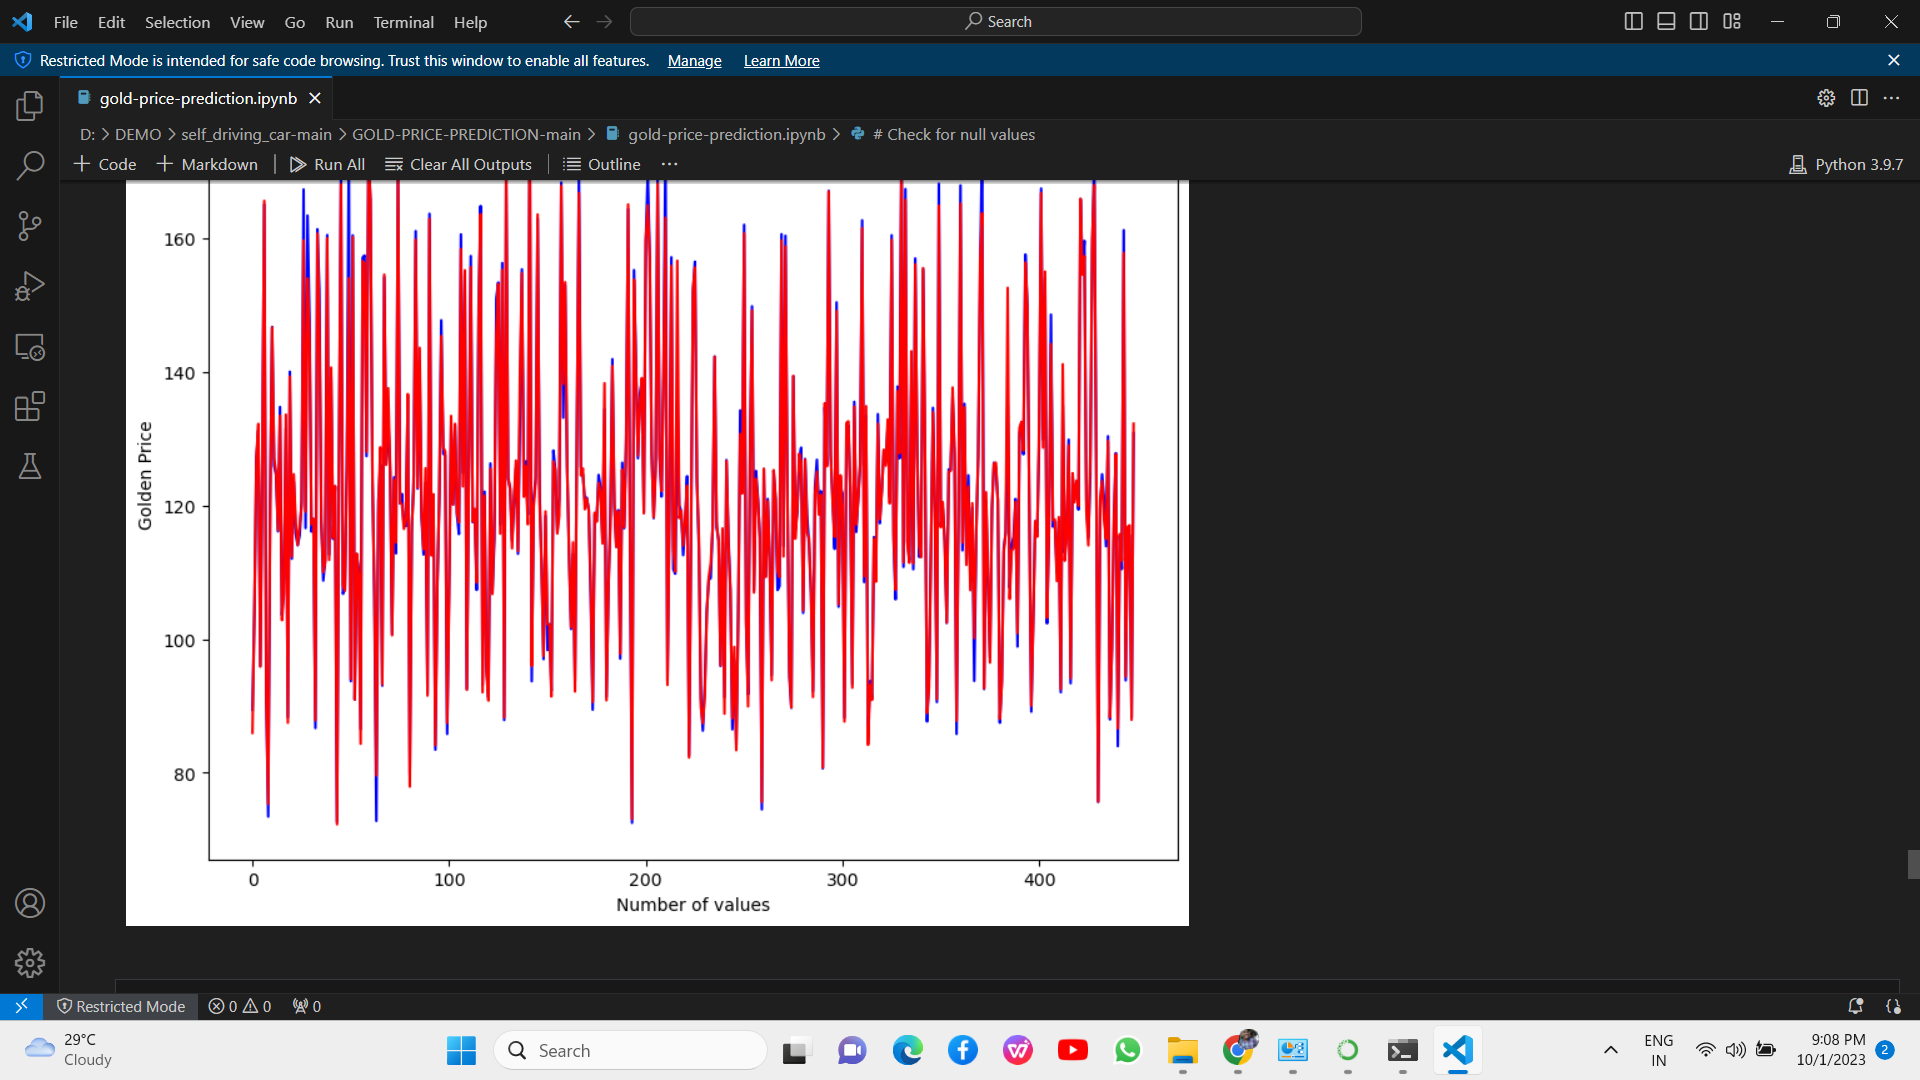 File Edit Selection View Go Run Terminal Help
Search
Restricted Mode is intended for safe code browsing. Trust this window to enable all features. Manage Learn More
gold-price-prediction.ipynb
D: > DEMO > self_driving_car-main > GOLD-PRICE-PREDICTION-main > gold-price-prediction.ipynb > # Check for null values
+ Code + Markdown Run All Clear All Outputs Outline ...
Python 3.9.7
160
140
120
100
80
Golden Price
0 100 200 300 400
Number of values
Restricted Mode 0 0 0
29°C
Cloudy
Search
ENG
IN
9:08 PM
10/1/2023
2